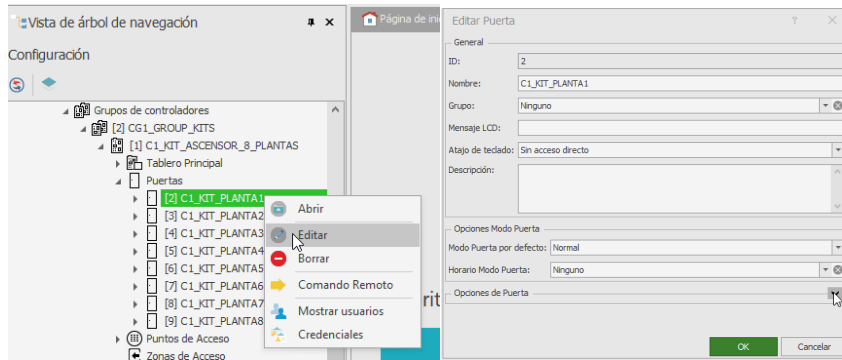 Vista de árbol de navegación
Configuración
Grupos de controladores
[2] CG1_GROUP_KITS
[1] C1_KIT_ASCENSOR_8_PLANTAS
Tablero Principal
Puertas
[2] C1_KIT_PLANTA1
[3] C1_KIT_PLANTA2
[4] C1_KIT_PLANTA3
[5] C1_KIT_PLANTA4
[6] C1_KIT_PLANTA5
[7] C1_KIT_PLANTA6
[8] C1_KIT_PLANTA7
[9] C1_KIT_PLANTA8
Puntos de Acceso
Zonas de Acceso
Abrir
Editar
Borrar
Comando Remoto
Mostrar usuarios
Credenciales
Página de ini
rit
Editar Puerta
? X
General
ID: 2
Nombre: C1_KIT_PLANTA1
Grupo: Ninguno
Mensaje LCD:
Atajo de teclado: Sin acceso directo
Descripción:
Opciones Modo Puerta
Modo Puerta por defecto: Normal
Horario Modo Puerta: Ninguno
Opciones de Puerta
OK Cancelar